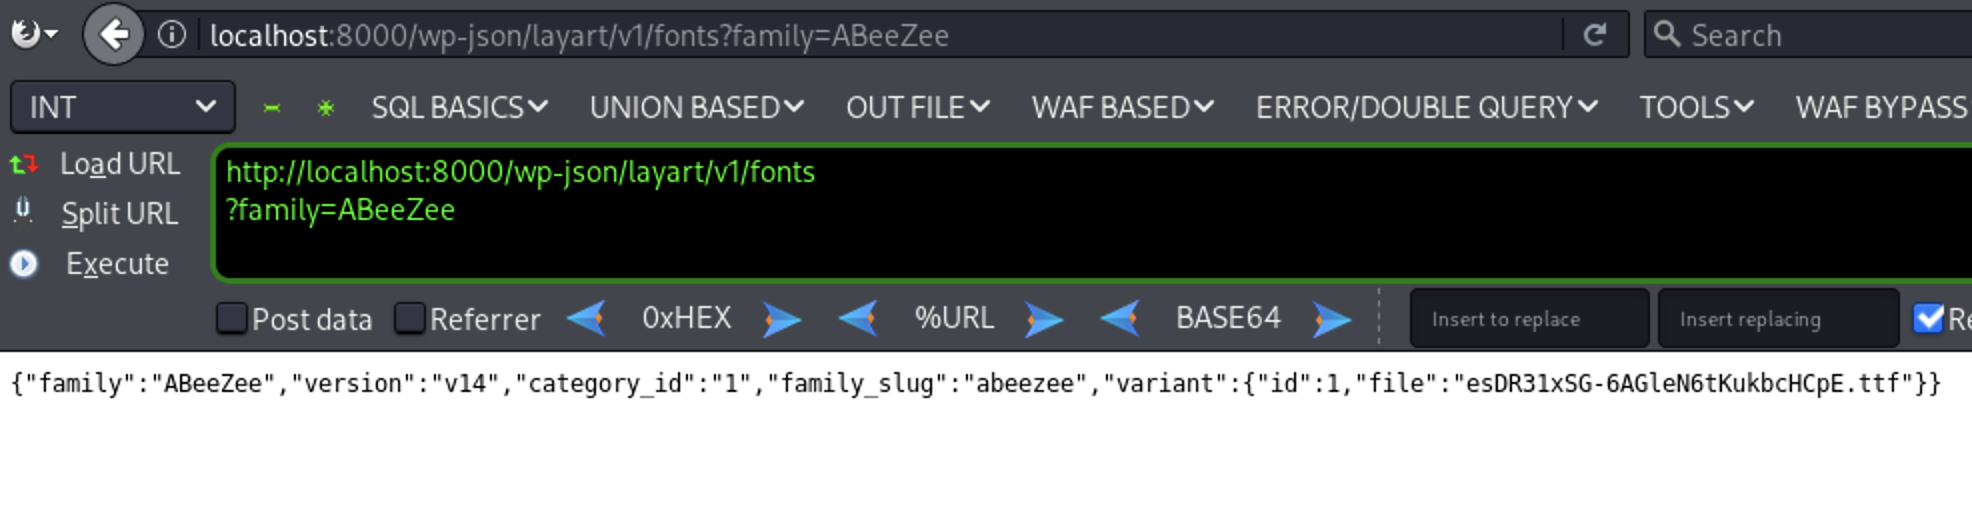 localhost:8000/wp-json/layart/v1/fonts?family=ABeeZee Search
INT SQL BASICS UNION BASED OUT FILE WAF BASED ERROR/DOUBLE QUERY TOOLS WAF BYPASS
Load URL
Split URL
Execute
http://localhost:8000/wp-json/layart/v1/fonts
?family=ABeeZee
Post data Referrer 0xHEX %URL BASE64 Insert to replace Insert replacing
{"family":"ABeeZee","version":"v14","category_id":"1","family_slug":"abeezee","variant":{"id":1,"file":"esDR31xSG-6AGleN6tKukbcHCpE.ttf"}}